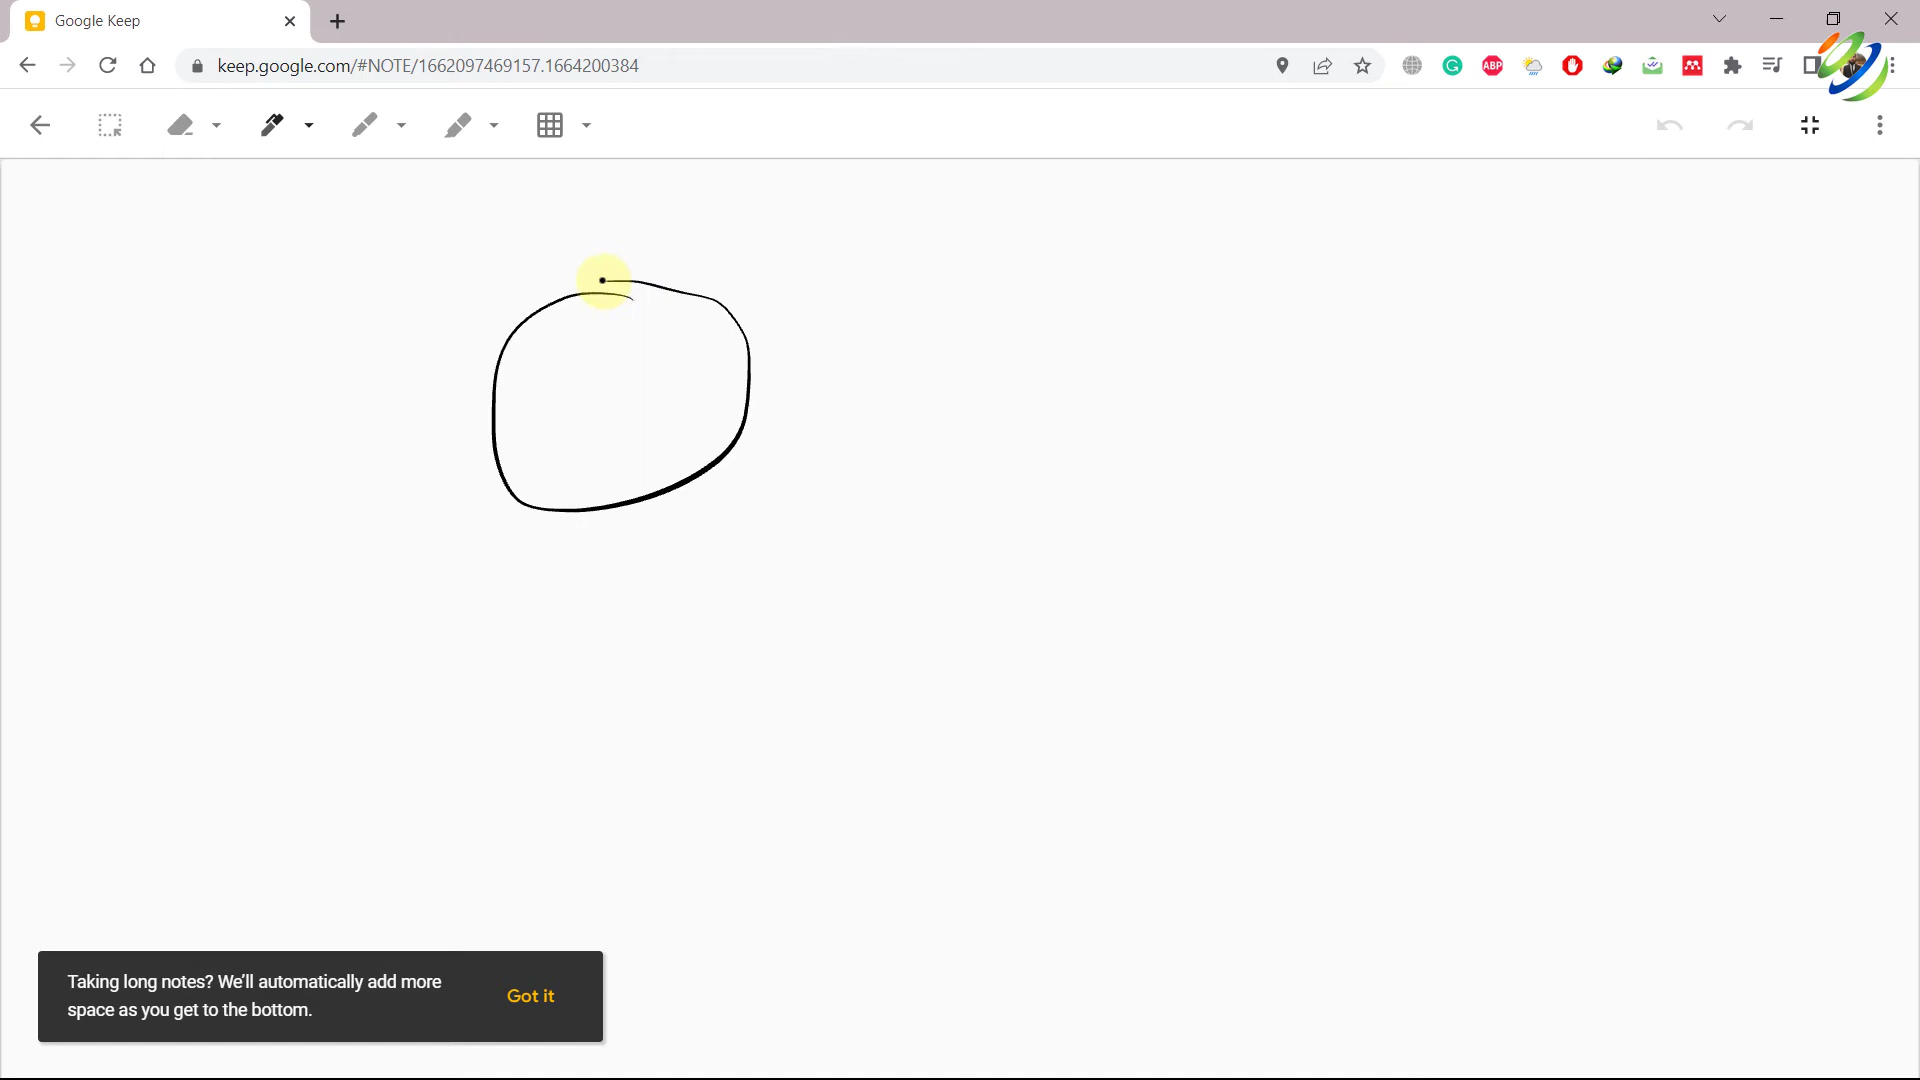 Google Keep
keep.google.com/#NOTE/1662097469157.1664200384
ABP
Taking long notes? We'll automatically add more
space as you get to the bottom.
Got it